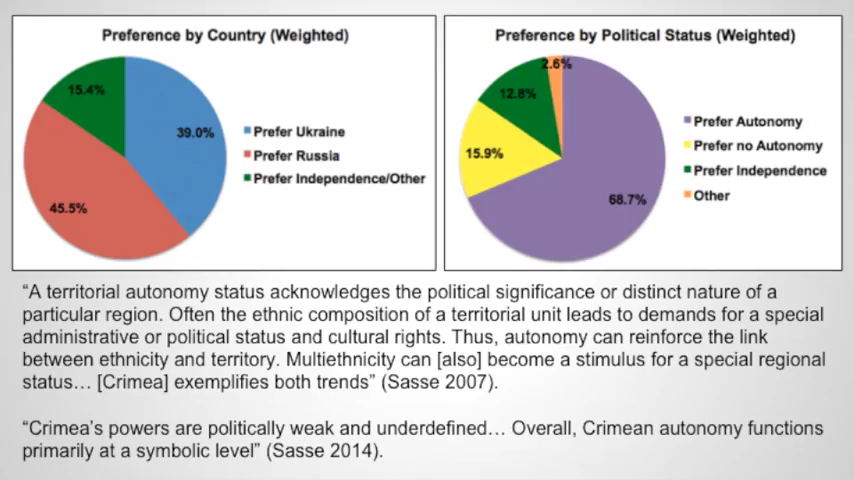 Preference by Country (Weighted)
15.4%
39.0%
45.5%
Prefer Ukraine
Prefer Russia
Prefer Independence/Other
Preference by Political Status (Weighted)
2.6%
12.8%
15.9%
68.7%
Prefer Autonomy
Prefer no Autonomy
Prefer Independence
Other
“A territorial autonomy status acknowledges the political significance or distinct nature of a
particular region. Often the ethnic composition of a territorial unit leads to demands for a special
administrative or political status and cultural rights. Thus, autonomy can reinforce the link
between ethnicity and territory. Multiethnicity can [also] become a stimulus for a special regional
status… [Crimea] exemplifies both trends” (Sasse 2007).
“Crimea’s powers are politically weak and underdefined… Overall, Crimean autonomy functions
primarily at a symbolic level” (Sasse 2014).